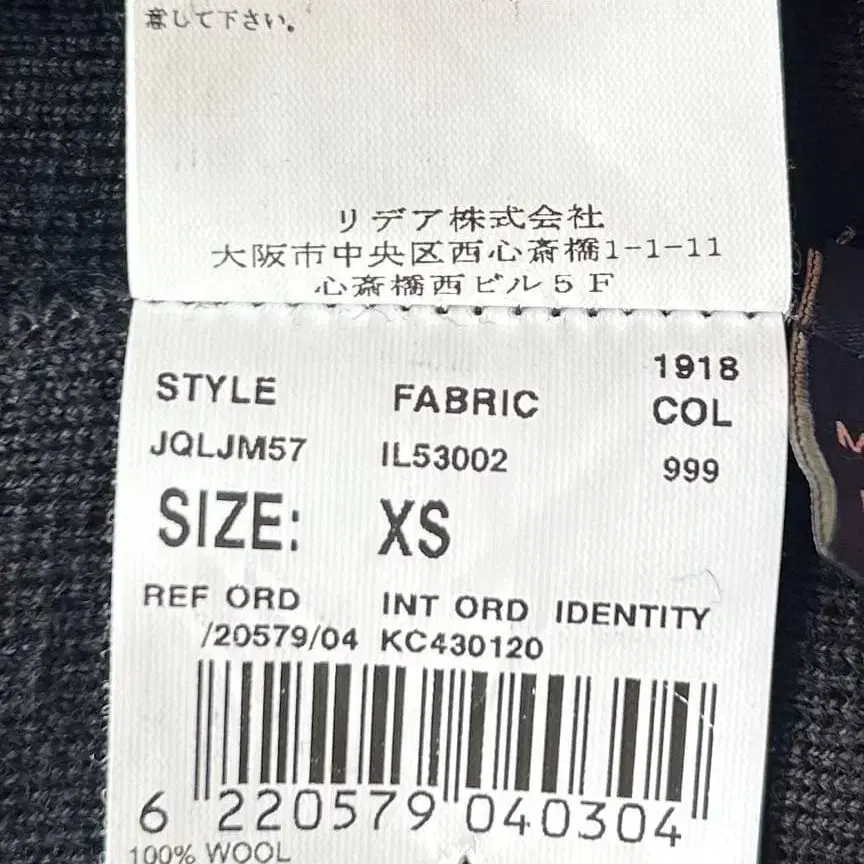 意して下さい。
リデア株式会社
大阪市中央区西心斎橋1-1-11
心斎橋西ビル5F
1918
STYLE FABRIC COL
JQLJM57 IL53002 999
SIZE: XS
REF ORD INT ORD IDENTITY
/20579/04 KC430120
6 220579 040304
100% WOOL